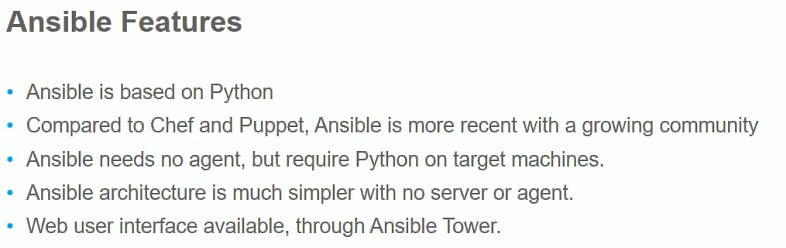 Ansible Features
• Ansible is based on Python
• Compared to Chef and Puppet, Ansible is more recent with a growing community
• Ansible needs no agent, but require Python on target machines.
• Ansible architecture is much simpler with no server or agent.
• Web user interface available, through Ansible Tower.